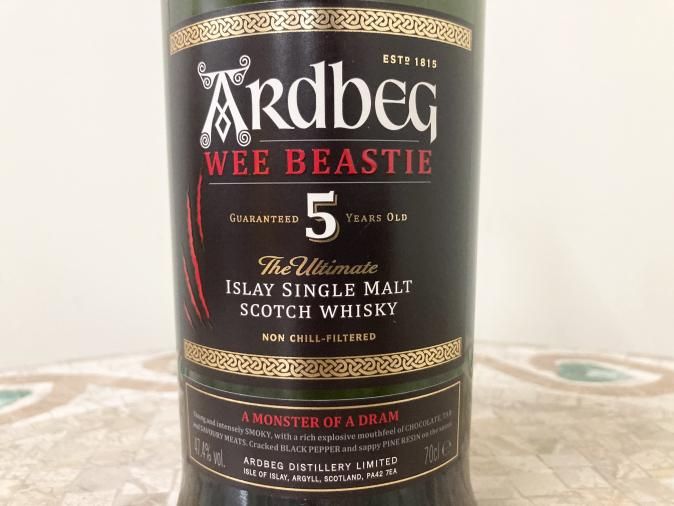 ESTD 1815
ARDBEG
WEE BEASTIE
GUARANTEED 5 YEARS OLD
The Ultimate
ISLAY SINGLE MALT
SCOTCH WHISKY
NON CHILL-FILTERED
A MONSTER OF A DRAM
Young and intensely SMOKY, with a rich explosive mouthfeel of CHOCOLATE, TAR
and SAVOURY MEATS. Cracked BLACK PEPPER and sappy PINE RESIN on the
47.4% vol.
70cl ℮
ARDBEG DISTILLERY LIMITED
ISLE OF ISLAY, ARGYLL, SCOTLAND, PA42 7EA